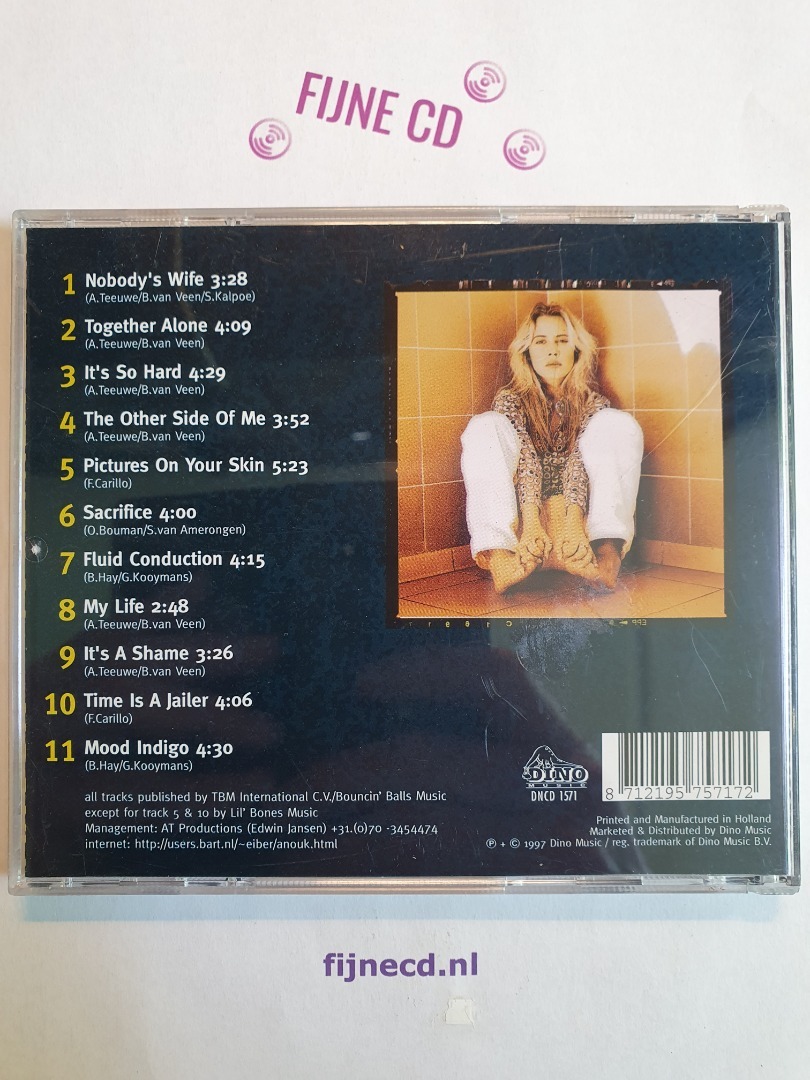 FIJNE CD
1 Nobody's Wife 3:28
(A.Teeuwe/B.van Veen/S.Kalpoe)
2 Together Alone 4:09
(A.Teeuwe/B.van Veen)
3 It's So Hard 4:29
(A.Teeuwe/B.van Veen)
4 The Other Side Of Me 3:52
(A.Teeuwe/B.van Veen)
5 Pictures On Your Skin 5:23
(F.Carillo)
6 Sacrifice 4:00
(O.Bouman/S.van Amerongen)
7 Fluid Conduction 4:15
(B.Hay/G.Kooymans)
8 My Life 2:48
(A.Teeuwe/B.van Veen)
9 It's A Shame 3:26
(A.Teeuwe/B.van Veen)
10 Time Is A Jailer 4:06
(F.Carillo)
11 Mood Indigo 4:30
(B.Hay/G.Kooymans)
all tracks published by TBM International C.V./Bouncin' Balls Music
except for track 5 & 10 by Lil' Bones Music
Management: AT Productions (Edwin Jansen) +31.(0)70 -3454474
internet: http://users.bart.nl/~eiber/anouk.html
DINO
MUSIC
DNCD 1571
8 712195 757172
Printed and Manufactured in Holland
Marketed & Distributed by Dino Music
℗ + © 1997 Dino Music / reg. trademark of Dino Music B.V.
fijnecd.nl